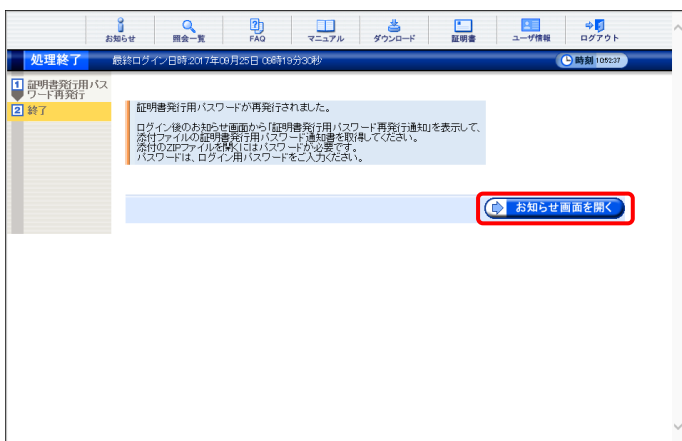 お知らせ 照会一覧 FAQ マニュアル ダウンロード 証明書 ユーザ情報 ログアウト
処理終了 最終ログイン日時:2017年09月25日 09時19分30秒 時刻 10:52:37
1 証明書発行用パス
ワード再発行
2 終了
証明書発行用パスワードが再発行されました。
ログイン後のお知らせ画面から「証明書発行用パスワード再発行通知」を表示して、
添付ファイルの証明書発行用パスワード通知書を取得してください。
添付のZIPファイルを開くにはパスワードが必要です。
パスワードは、ログイン用パスワードをご入力ください。
お知らせ画面を開く